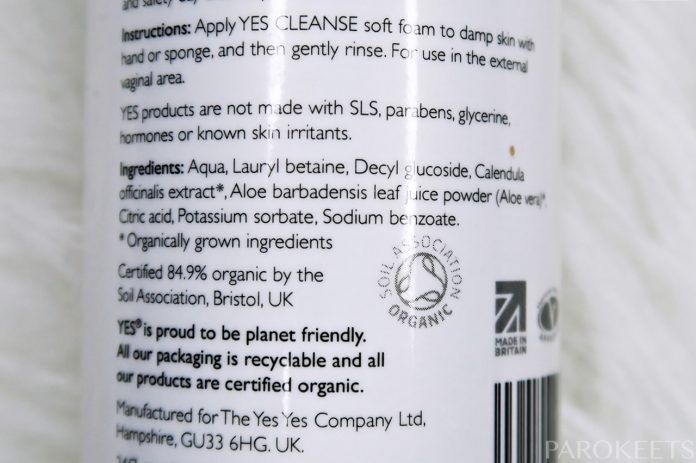 Instructions: Apply YES CLEANSE soft foam to damp skin with
hand or sponge, and then gently rinse. For use in the external
vaginal area.
YES products are not made with SLS, parabens, glycerine,
hormones or known skin irritants.
Ingredients: Aqua, Lauryl betaine, Decyl glucoside, Calendula
officinalis extract*, Aloe barbadensis leaf juice powder (Aloe vera)*,
Citric acid, Potassium sorbate, Sodium benzoate.
* Organically grown ingredients
Certified 84.9% organic by the
Soil Association, Bristol, UK
SOIL ASSOCIATION
ORGANIC
MADE IN
BRITAIN
YES® is proud to be planet friendly.
All our packaging is recyclable and all
our products are certified organic.
Manufactured for The Yes Yes Company Ltd,
Hampshire, GU33 6HG. UK.
PAROKEETS